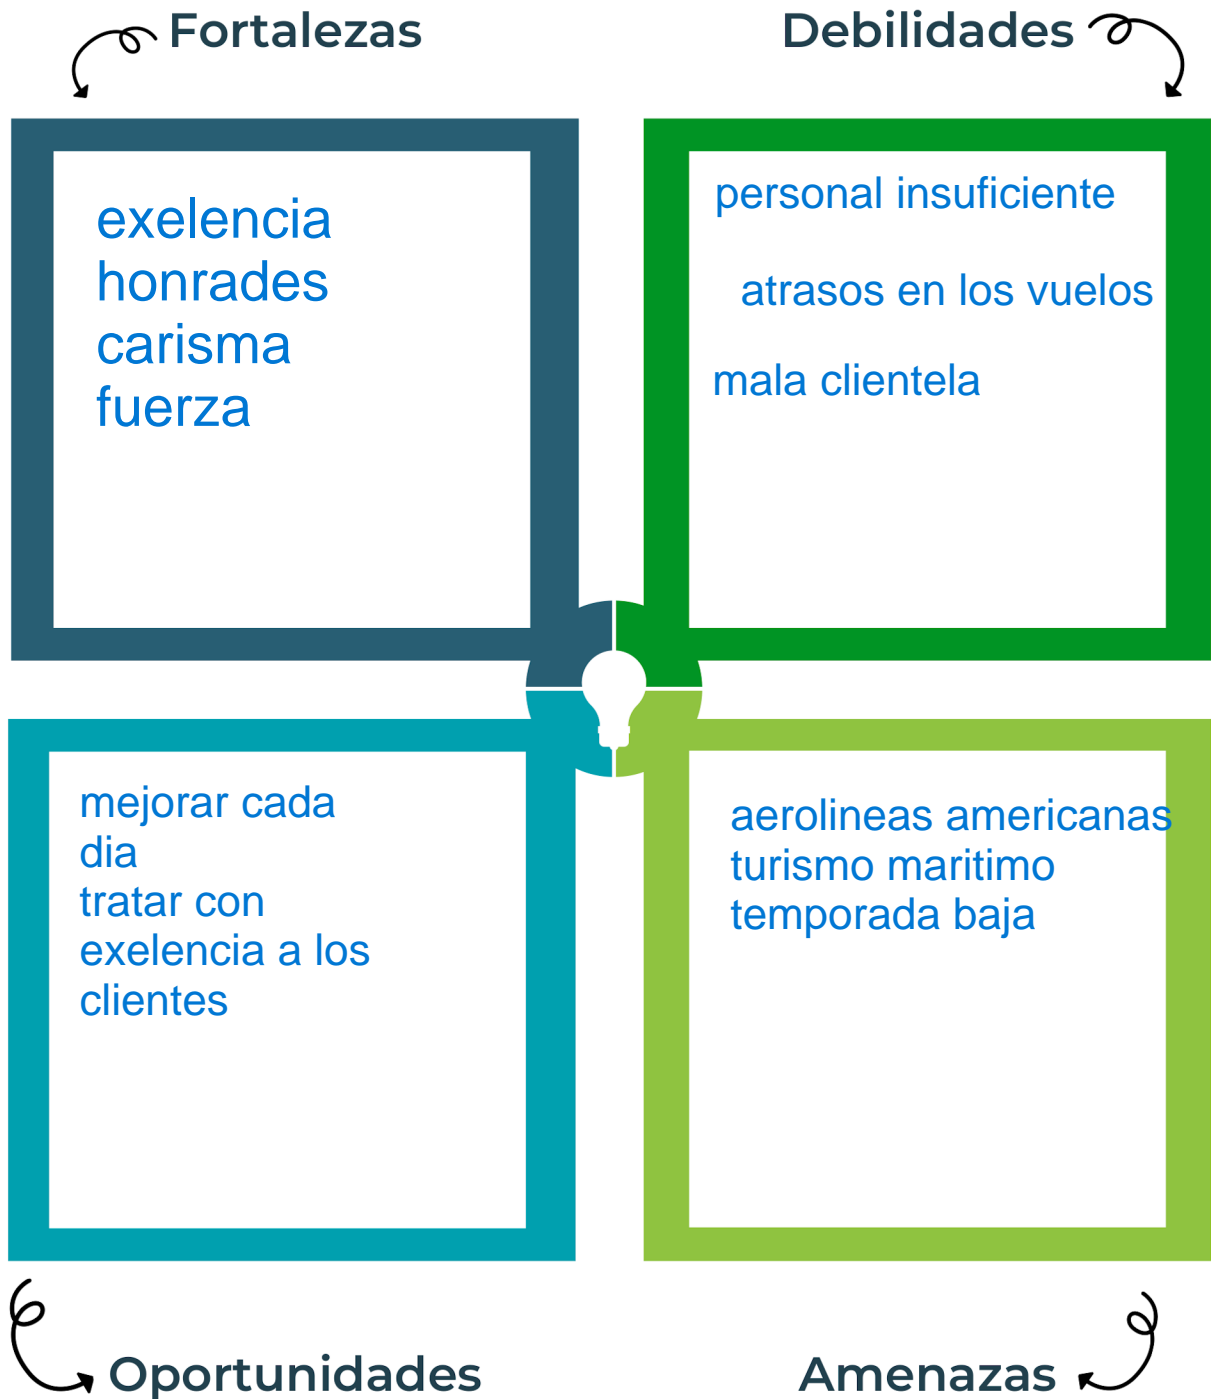 Fortalezas
exelencia
honrades
carisma
fuerza
Debilidades
personal insuficiente
atrasos en los vuelos
mala clientela
mejorar cada
dia
tratar con
exelencia a los
clientes
Oportunidades
aerolineas americanas
turismo maritimo
temporada baja
Amenazas